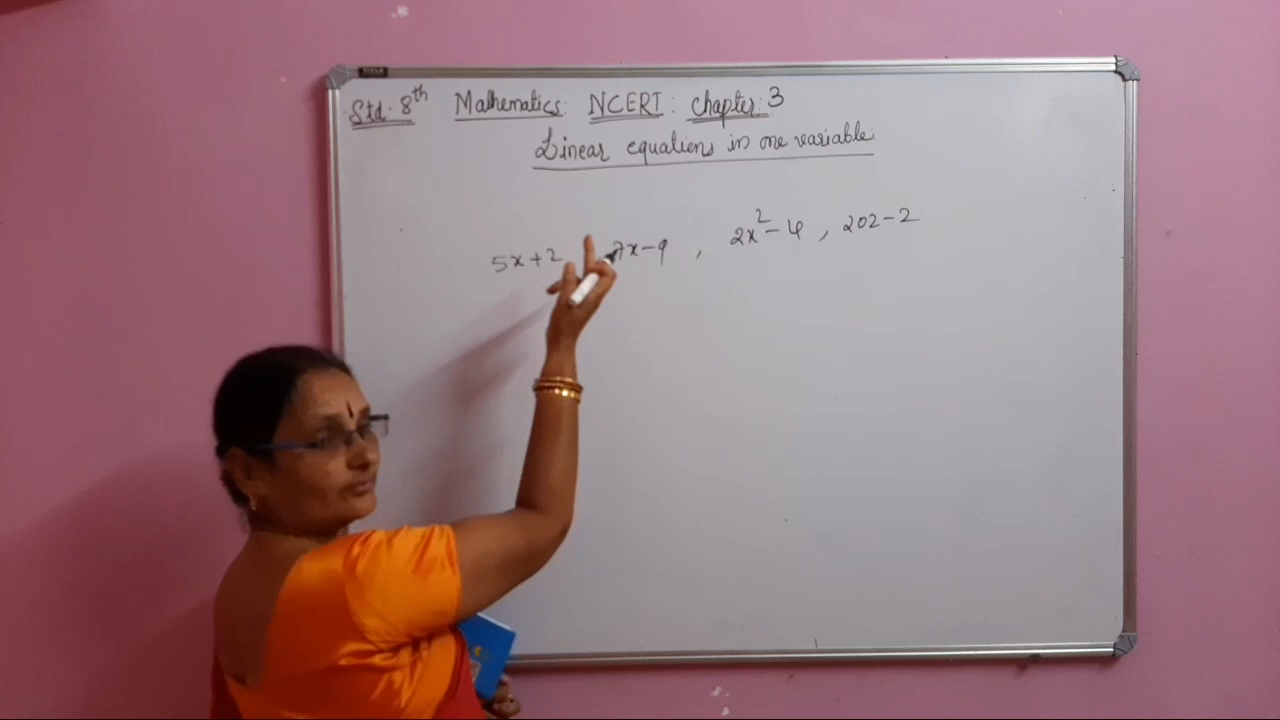 Std: 8th Mathematics: NCERT: Chapter: 3
Linear equations in one variable:
5x+2 , 7x-9 , 2x²-4 , 202-2